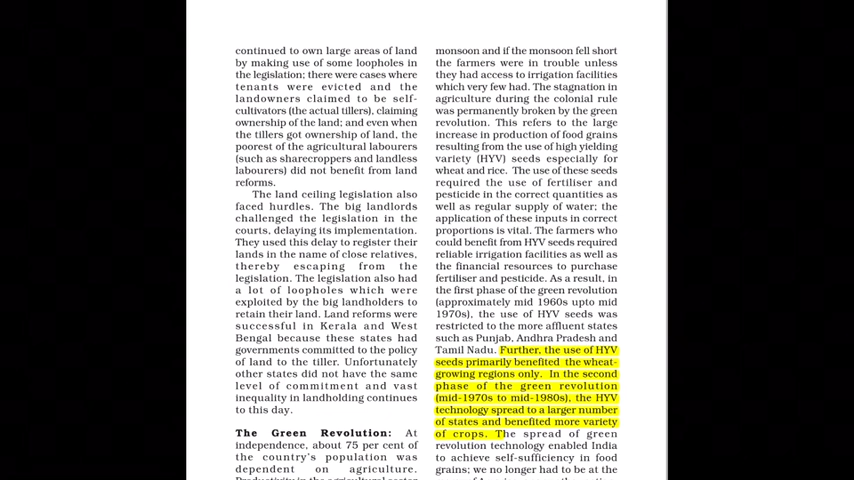 continued to own large areas of land
by making use of some loopholes in
the legislation; there were cases where
tenants were evicted and the
landowners claimed to be self-
cultivators (the actual tillers), claiming
ownership of the land; and even when
the tillers got ownership of land, the
poorest of the agricultural labourers
(such as sharecroppers and landless
labourers) did not benefit from land
reforms.
The land ceiling legislation also
faced hurdles. The big landlords
challenged the legislation in the
courts, delaying its implementation.
They used this delay to register their
lands in the name of close relatives,
thereby escaping from the
legislation. The legislation also had
a lot of loopholes which were
exploited by the big landholders to
retain their land. Land reforms were
successful in Kerala and West
Bengal because these states had
governments committed to the policy
of land to the tiller. Unfortunately
other states did not have the same
level of commitment and vast
inequality in landholding continues
to this day.
The Green Revolution: At
independence, about 75 per cent of
the country's population was
dependent on agriculture.
Productivity in the agricultural sector
monsoon and if the monsoon fell short
the farmers were in trouble unless
they had access to irrigation facilities
which very few had. The stagnation in
agriculture during the colonial rule
was permanently broken by the green
revolution. This refers to the large
increase in production of food grains
resulting from the use of high yielding
variety (HYV) seeds especially for
wheat and rice. The use of these seeds
required the use of fertiliser and
pesticide in the correct quantities as
well as regular supply of water; the
application of these inputs in correct
proportions is vital. The farmers who
could benefit from HYV seeds required
reliable irrigation facilities as well as
the financial resources to purchase
fertiliser and pesticide. As a result, in
the first phase of the green revolution
(approximately mid 1960s upto mid
1970s), the use of HYV seeds was
restricted to the more affluent states
such as Punjab, Andhra Pradesh and
Tamil Nadu. Further, the use of HYV
seeds primarily benefited the wheat-
growing regions only. In the second
phase of the green revolution
(mid-1970s to mid-1980s), the HYV
technology spread to a larger number
of states and benefited more variety
of crops. The spread of green
revolution technology enabled India
to achieve self-sufficiency in food
grains; we no longer had to be at the